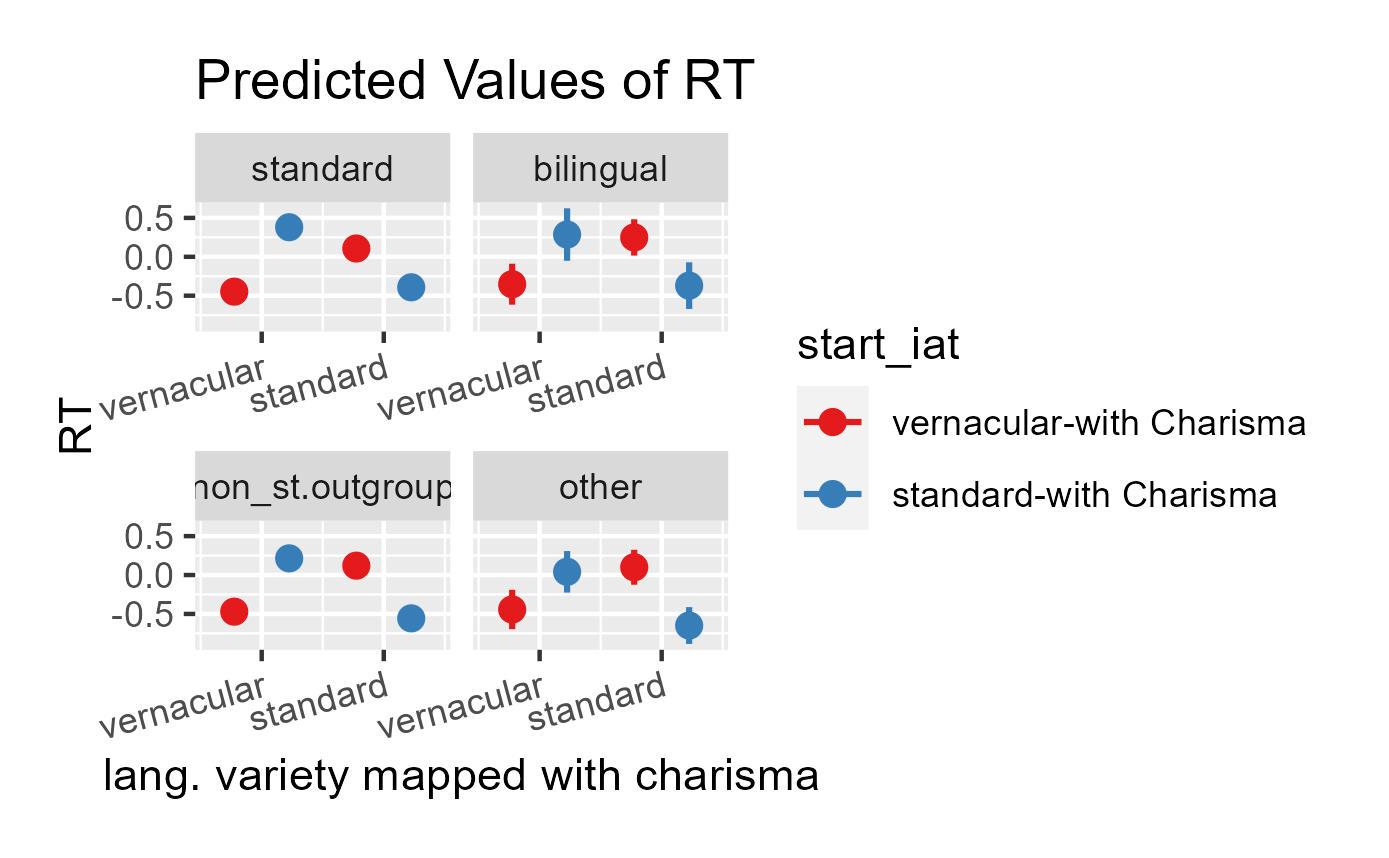 Predicted Values of RT
standard bilingual
0.5
0.0
-0.5
vernacular standard vernacular standard
RT
start_iat
vernacular-with Charisma
standard-with Charisma
non_st.outgroup other
0.5
0.0
-0.5
vernacular standard vernacular standard
lang. variety mapped with charisma